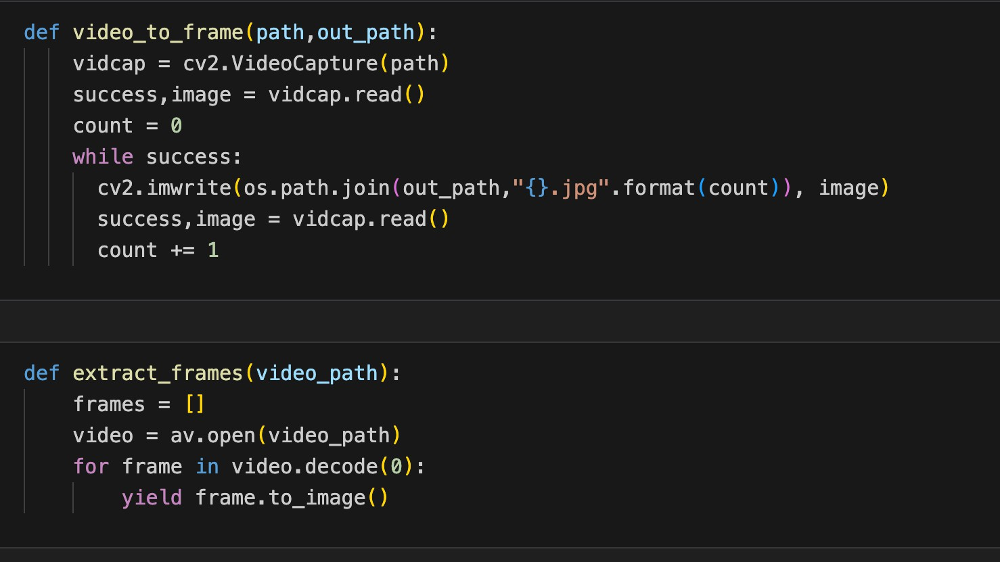 def video_to_frame(path,out_path):
vidcap = cv2.VideoCapture(path)
success,image = vidcap.read()
count = 0
while success:
cv2.imwrite(os.path.join(out_path,"{}.jpg".format(count)), image)
success,image = vidcap.read()
count += 1
def extract_frames(video_path):
frames = []
video = av.open(video_path)
for frame in video.decode(0):
yield frame.to_image()